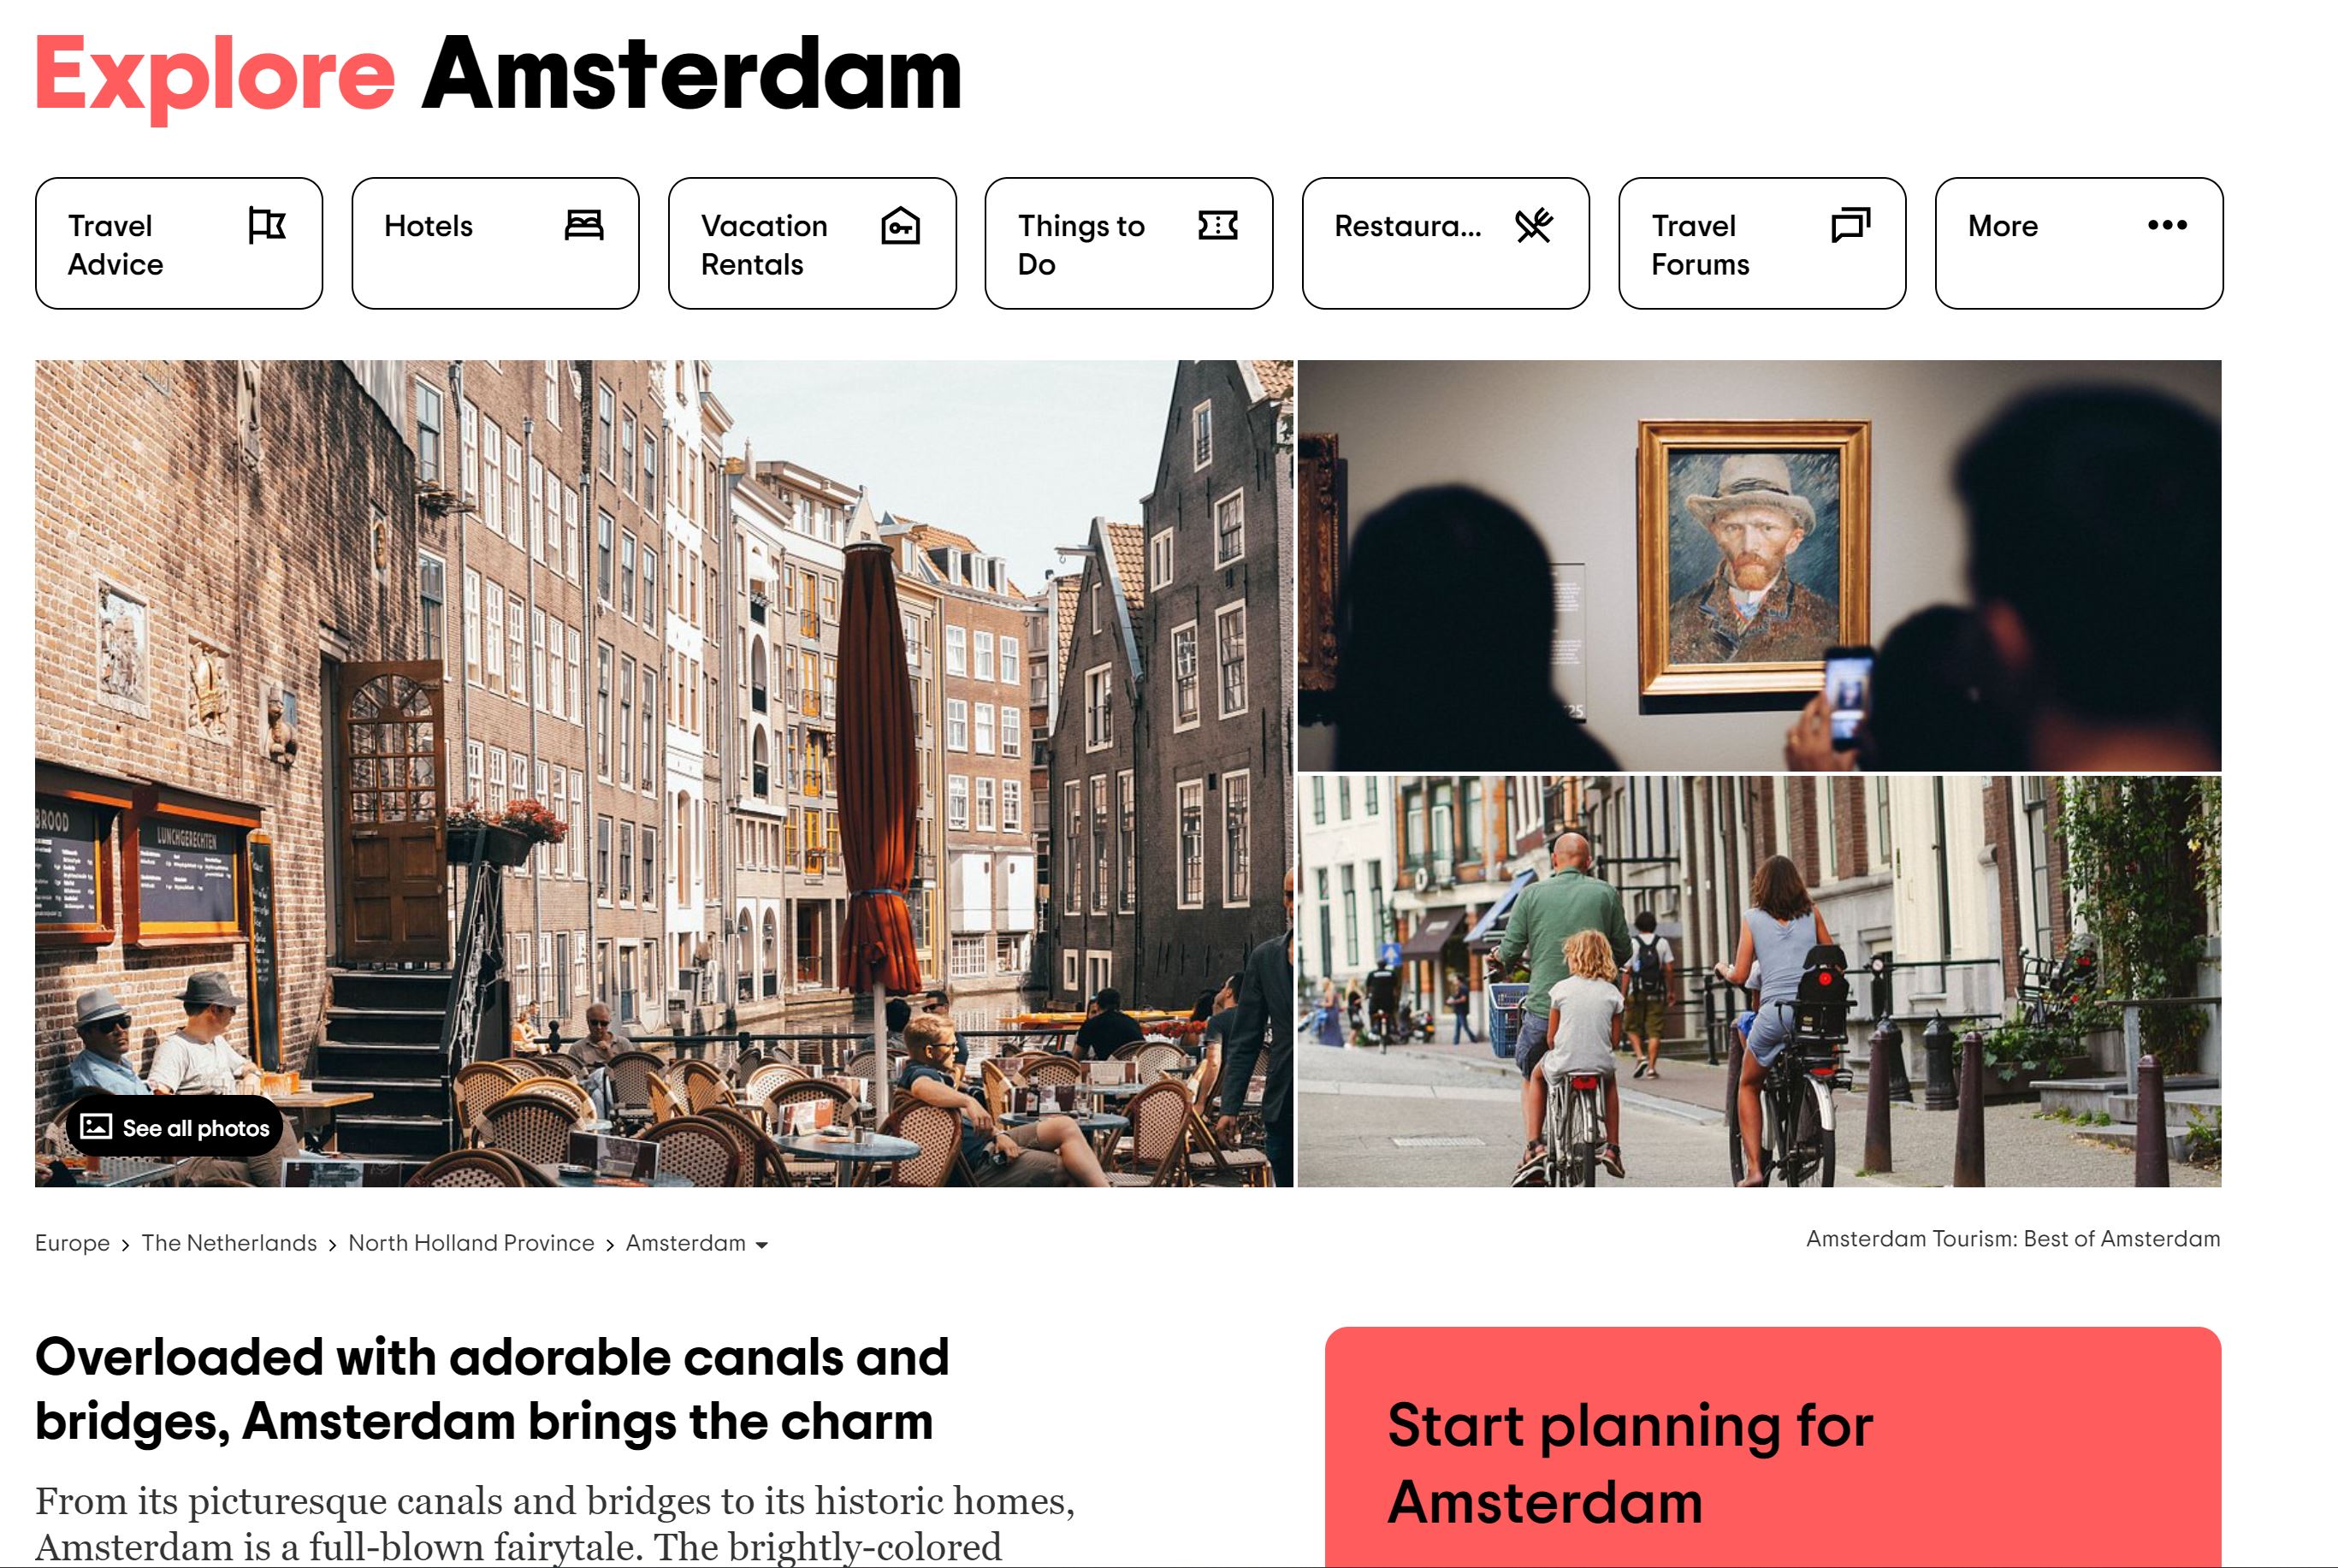 Explore Amsterdam
Travel
Advice
Hotels
Vacation
Rentals
Things to
Do
Restaura...
Travel
Forums
More
BROOD
LUNCHGERECHTEN
25
See all photos
Europe > The Netherlands > North Holland Province > Amsterdam
Amsterdam Tourism: Best of Amsterdam
Overloaded with adorable canals and
bridges, Amsterdam brings the charm
From its picturesque canals and bridges to its historic homes,
Amsterdam is a full-blown fairytale. The brightly-colored
Start planning for
Amsterdam